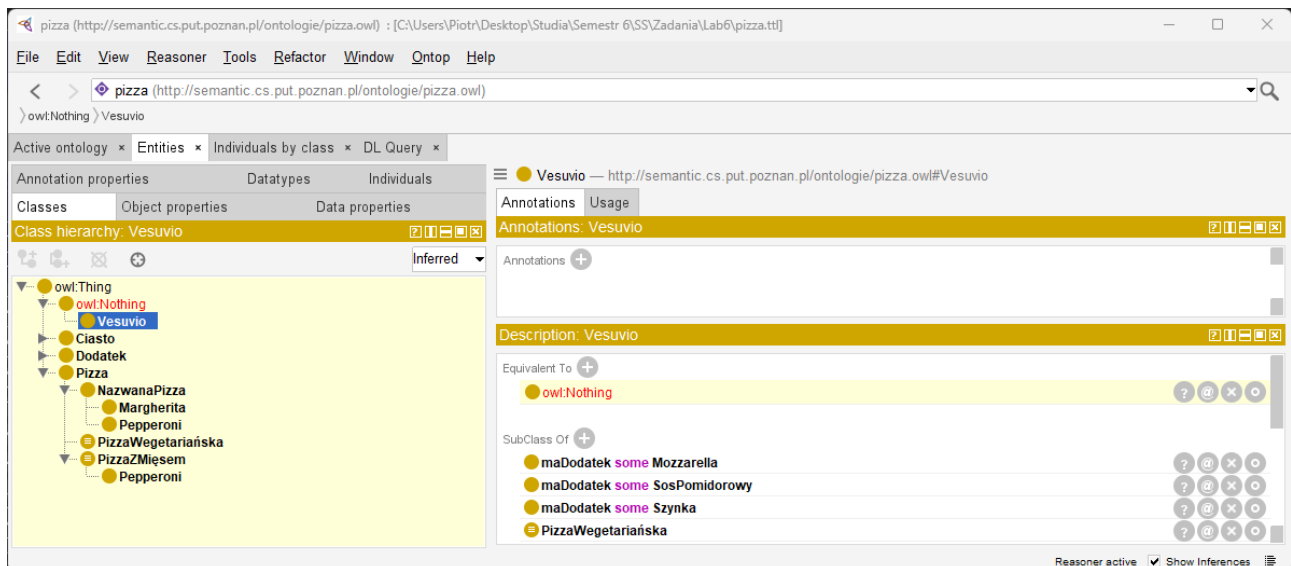 pizza (http://semantic.cs.put.poznan.pl/ontologie/pizza.owl) : [C:\Users\Piotr\Desktop\Studia\Semestr 6\SS\Zadania\Lab6\pizza.ttl]
File Edit View Reasoner Tools Refactor Window Ontop Help
pizza (http://semantic.cs.put.poznan.pl/ontologie/pizza.owl)
owl:Nothing Vesuvio
Active ontology × Entities × Individuals by class × DL Query ×
Annotation properties Datatypes Individuals
Classes Object properties Data properties
Class hierarchy: Vesuvio
Inferred
owl:Thing
owl:Nothing
Vesuvio
Ciasto
Dodatek
Pizza
NazwanaPizza
Margherita
Pepperoni
PizzaWegetariańska
PizzaZMięsem
Pepperoni
Vesuvio — http://semantic.cs.put.poznan.pl/ontologie/pizza.owl#Vesuvio
Annotations Usage
Annotations: Vesuvio
Annotations
Description: Vesuvio
Equivalent To
owl:Nothing
SubClass Of
maDodatek some Mozzarella
maDodatek some SosPomidorowy
maDodatek some Szynka
PizzaWegetariańska
Reasoner active Show Inferences